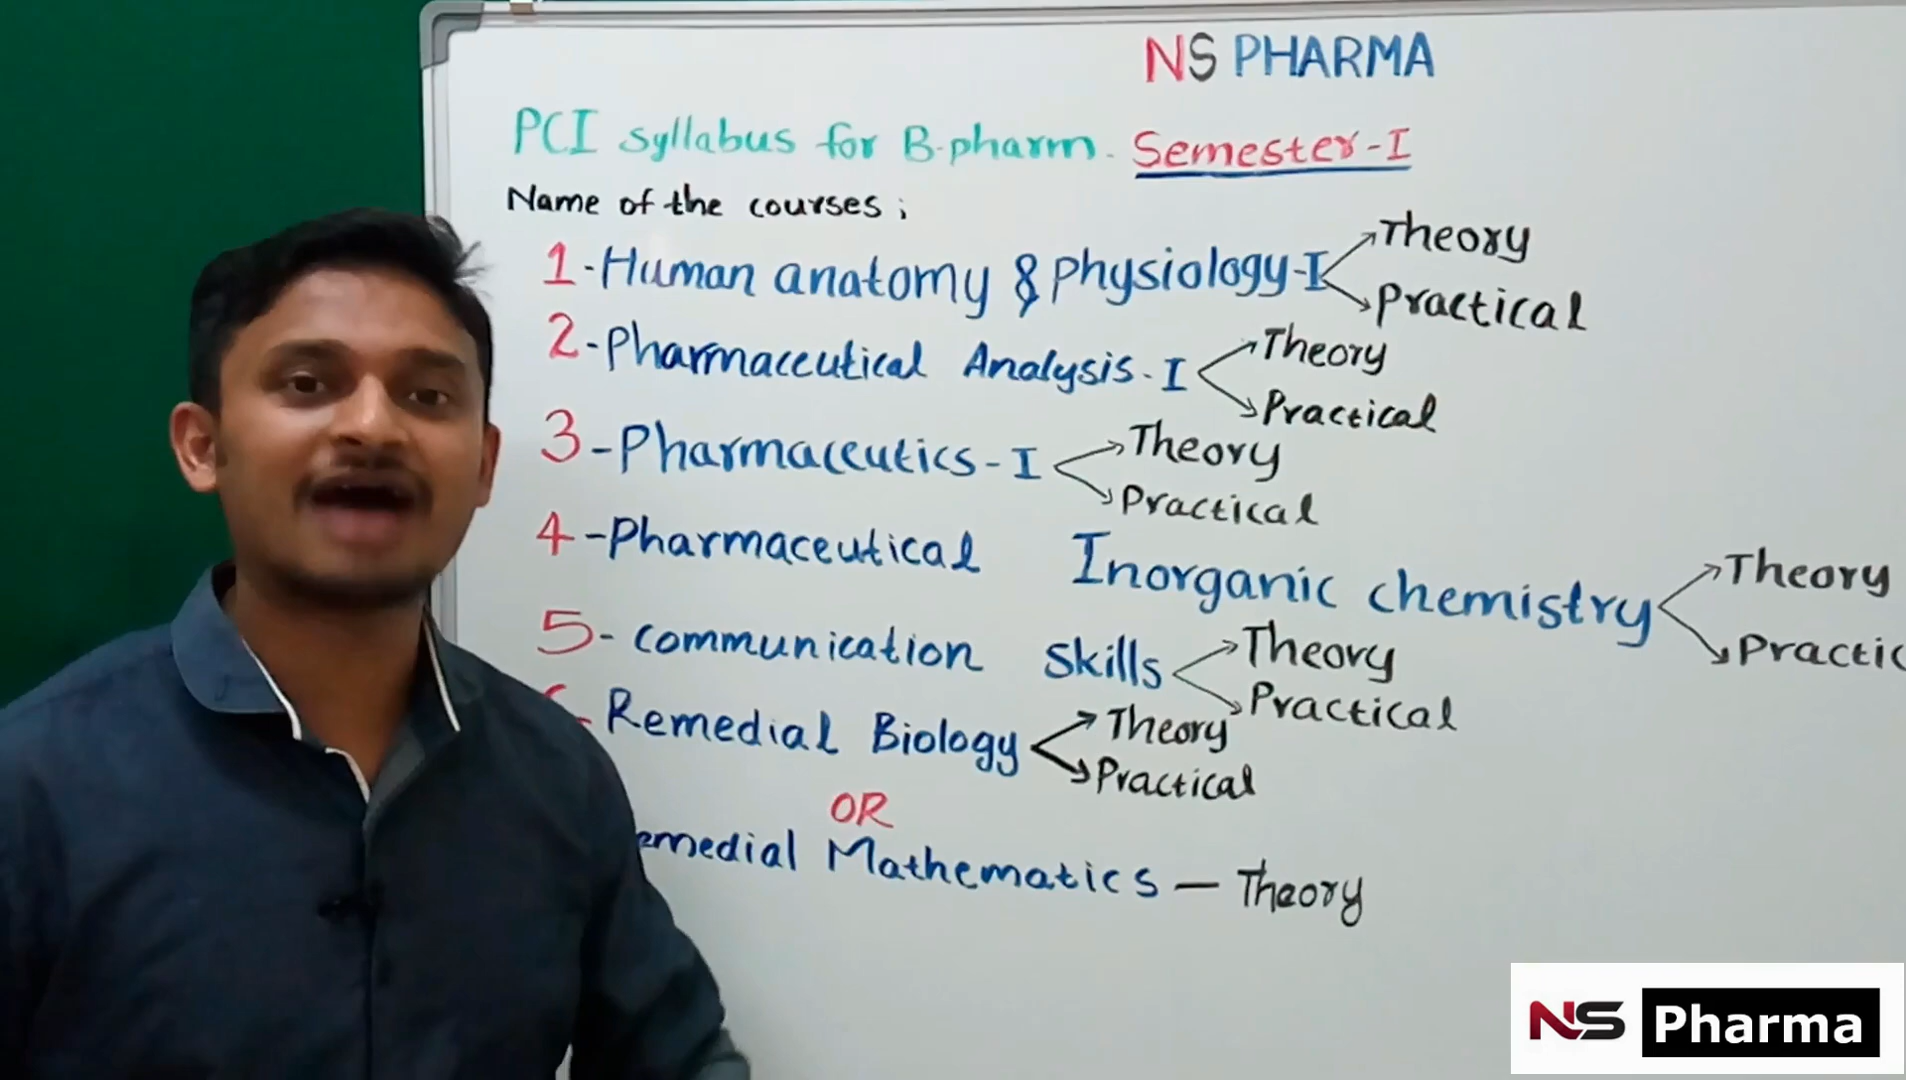 NS PHARMA
PCI syllabus for B.pharm. Semester-I
Name of the courses;
1-Human anatomy & physiology-I
Theory
Practical
2-Pharmaceutical Analysis-I
Theory
Practical
3-Pharmaceutics-I
Theory
Practical
4-Pharmaceutical Inorganic chemistry
Theory
Practic
5-communication skills
Theory
Practical
Remedial Biology
Theory
Practical
OR
emedial Mathematics — Theory
NS Pharma